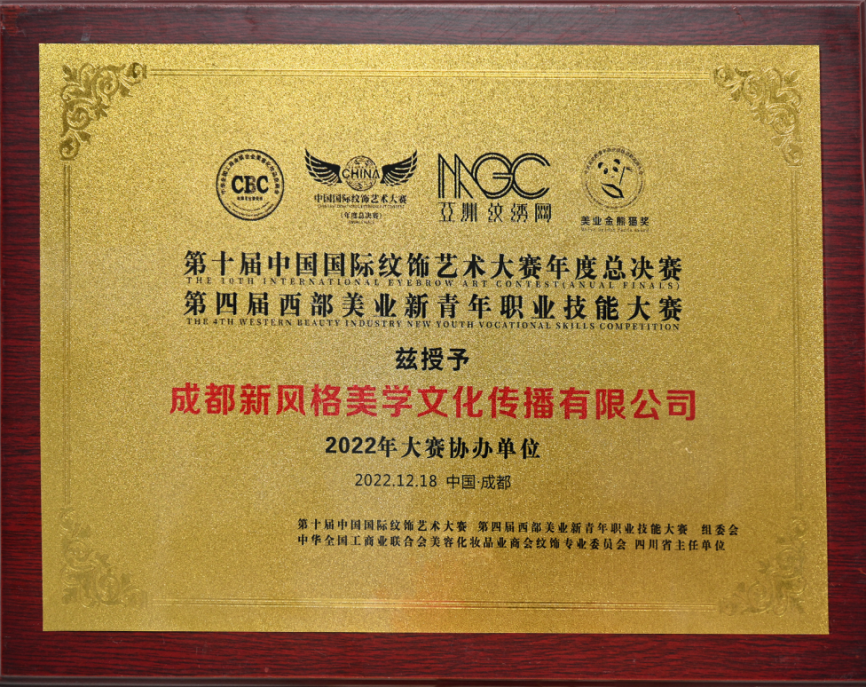 CBC
CHINA
中国国际纹饰艺术大赛
(年度总决赛)
MGC
亞洲纹绣网
美业金熊猫奖
第十届中国国际纹饰艺术大赛年度总决赛
THE 10TH INTERNATIONAL EYEBROW ART CONTEST(ANUAL FINALS)
第四届西部美业新青年职业技能大赛
THE 4TH WESTERN BEAUTY INDUSTRY NEW YOUTH VOCATIONAL SKILLS COMPETITION
兹授予
成都新风格美学文化传播有限公司
2022年大赛协办单位
2022.12.18 中国·成都
第十届中国国际纹饰艺术大赛 第四届西部美业新青年职业技能大赛 组委会
中华全国工商业联合会美容化妆品业商会纹饰专业委员会 四川省主任单位